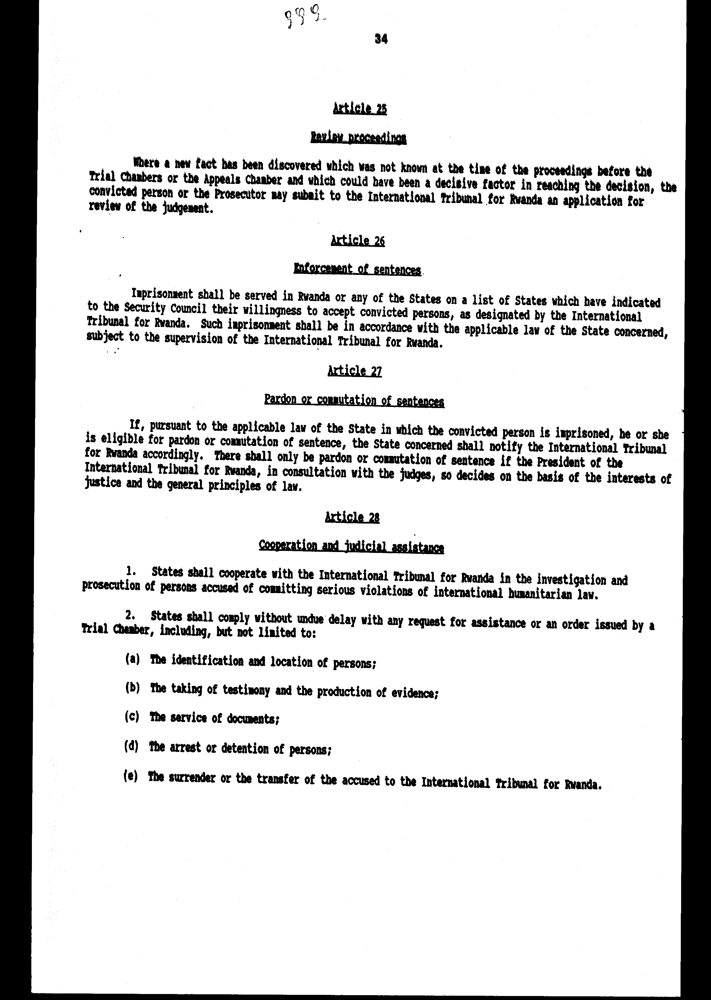 999
34
Article 25
Review proceedings
Where a new fact has been discovered which was not known at the time of the proceedings before the
Trial Chambers or the Appeals Chamber and which could have been a decisive factor in reaching the decision, the
convicted person or the Prosecutor may submit to the International Tribunal for Rwanda an application for
review of the judgement.
Article 26
Enforcement of sentences
Imprisonment shall be served in Rwanda or any of the States on a list of States which have indicated
to the Security Council their willingness to accept convicted persons, as designated by the International
Tribunal for Rwanda. Such imprisonment shall be in accordance with the applicable law of the State concerned,
subject to the supervision of the International Tribunal for Rwanda.
Article 27
Pardon or commutation of sentences
If, pursuant to the applicable law of the State in which the convicted person is imprisoned, he or she
is eligible for pardon or commutation of sentence, the State concerned shall notify the International Tribunal
for Rwanda accordingly. There shall only be pardon or commutation of sentence if the President of the
International Tribunal for Rwanda, in consultation with the judges, so decides on the basis of the interests of
justice and the general principles of law.
Article 28
Cooperation and judicial assistance
1. States shall cooperate with the International Tribunal for Rwanda in the investigation and
prosecution of persons accused of committing serious violations of international humanitarian law.
2. States shall comply without undue delay with any request for assistance or an order issued by a
Trial Chamber, including, but not limited to:
(a) The identification and location of persons;
(b) The taking of testimony and the production of evidence;
(c) The service of documents;
(d) The arrest or detention of persons;
(e) The surrender or the transfer of the accused to the International Tribunal for Rwanda.